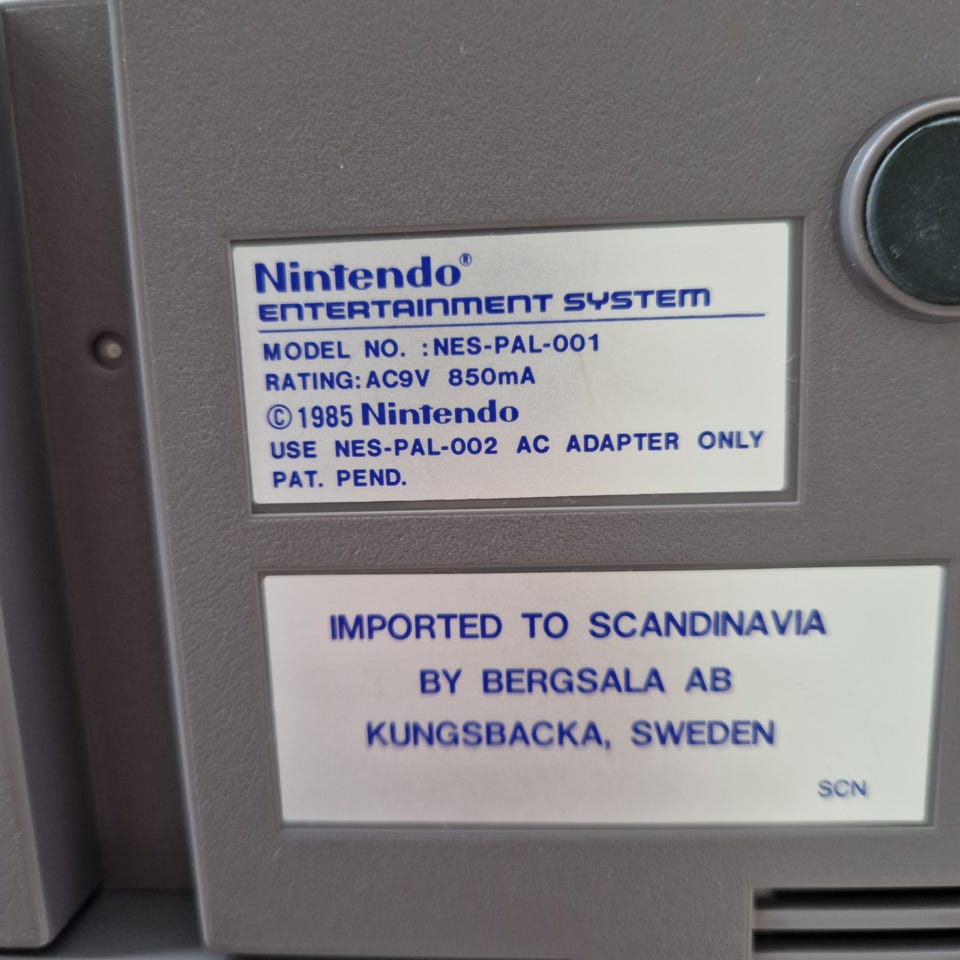 Nintendo®
ENTERTAINMENT SYSTEM
MODEL NO. :NES-PAL-001
RATING:AC9V 850mA
© 1985 Nintendo
USE NES-PAL-002 AC ADAPTER ONLY
PAT. PEND.
IMPORTED TO SCANDINAVIA
BY BERGSALA AB
KUNGSBACKA, SWEDEN
SCN